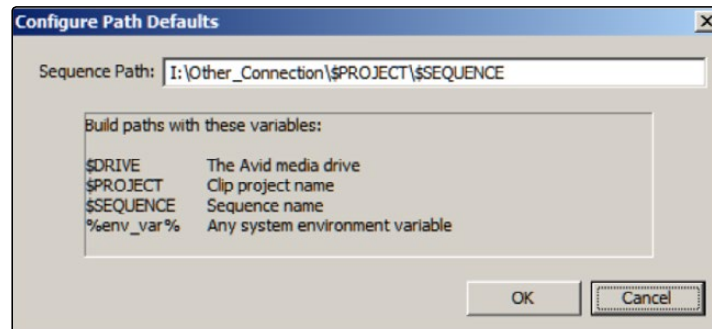 Configure Path Defaults
Sequence Path: I:\Other_Connection\$PROJECT\$SEQUENCE
Build paths with these variables:
$DRIVE The Avid media drive
$PROJECT Clip project name
$SEQUENCE Sequence name
%env_var% Any system environment variable
OK Cancel